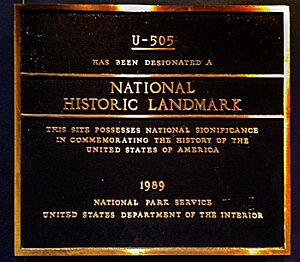 U-505
HAS BEEN DESIGNATED A
NATIONAL
HISTORIC LANDMARK
THIS SITE POSSESSES NATIONAL SIGNIFICANCE
IN COMMEMORATING THE HISTORY OF THE
UNITED STATES OF AMERICA
1989
NATIONAL PARK SERVICE
UNITED STATES DEPARTMENT OF THE INTERIOR